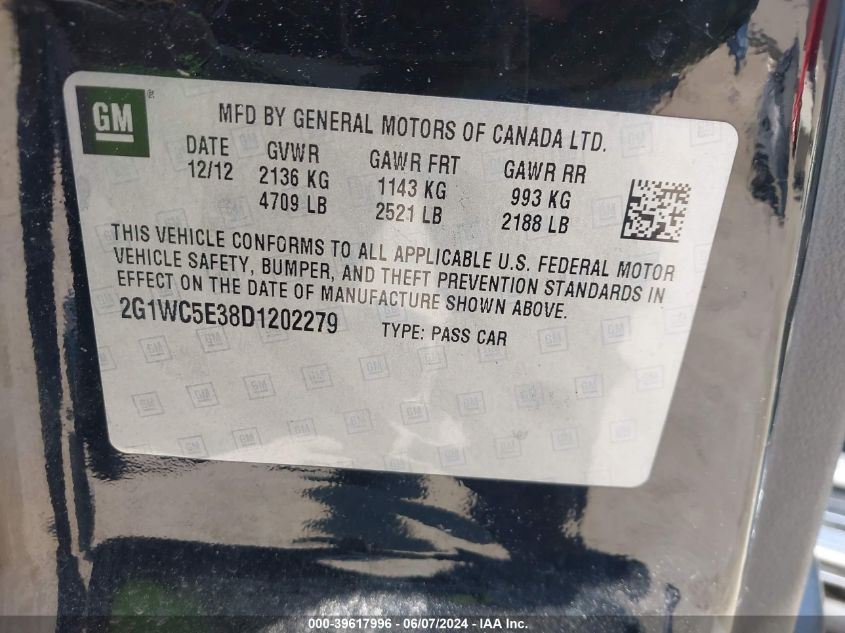 GM ®
MFD BY GENERAL MOTORS OF CANADA LTD.
DATE GVWR GAWR FRT GAWR RR
12/12 2136 KG 1143 KG 993 KG
4709 LB 2521 LB 2188 LB
THIS VEHICLE CONFORMS TO ALL APPLICABLE U.S. FEDERAL MOTOR
VEHICLE SAFETY, BUMPER, AND THEFT PREVENTION STANDARDS IN
EFFECT ON THE DATE OF MANUFACTURE SHOWN ABOVE.
2G1WC5E38D1202279 TYPE: PASS CAR
000-39617996 - 06/07/2024 - IAA Inc.